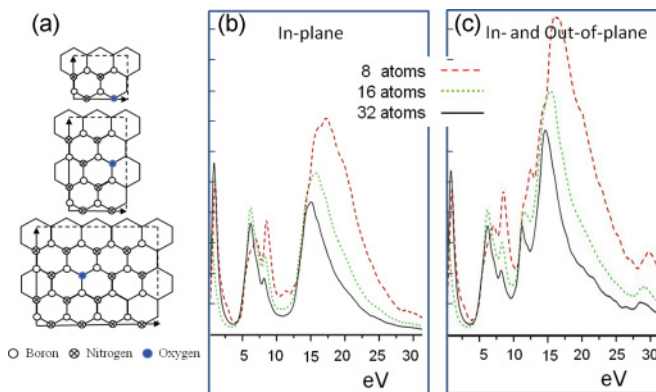 (a)
Boron Nitrogen Oxygen
(b)
In-plane
8 atoms
16 atoms
32 atoms
5 10 15 20 25 30
eV
(c)
In- and Out-of-plane
5 10 15 20 25 30
eV